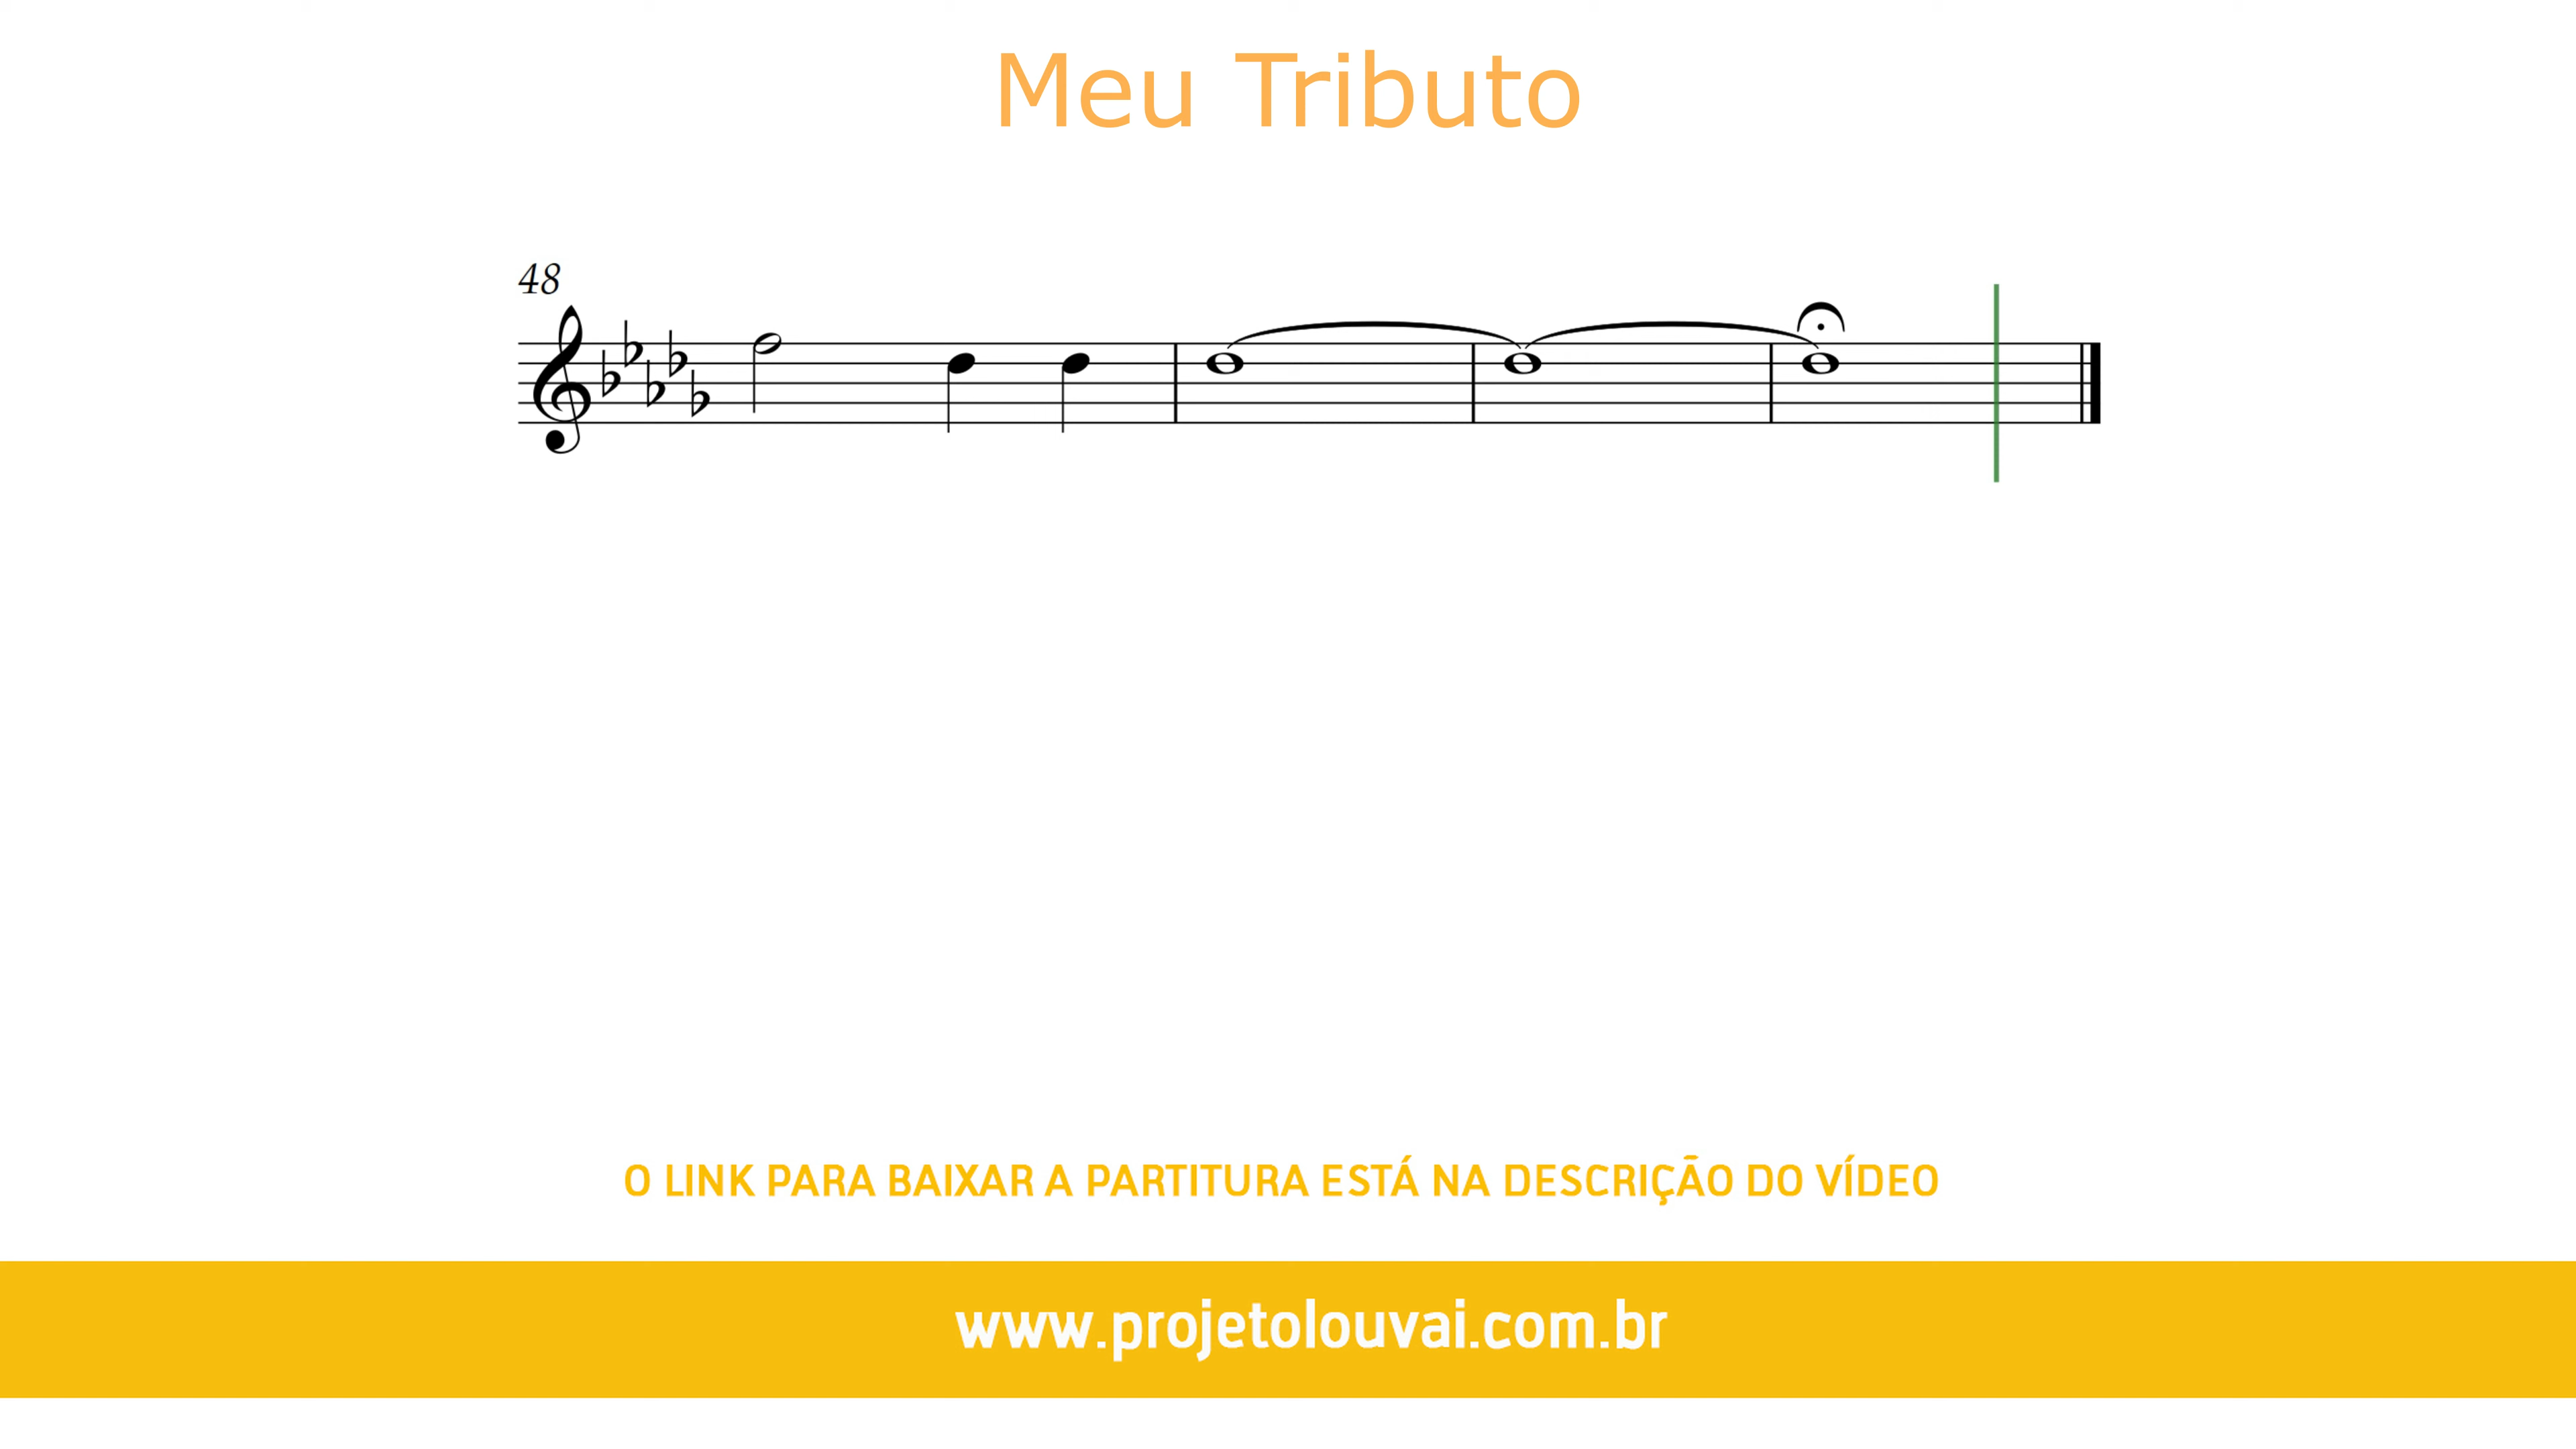 Meu Tributo
48
O LINK PARA BAIXAR A PARTITURA ESTÁ NA DESCRIÇÃO DO VÍDEO
www.projetolouvai.com.br